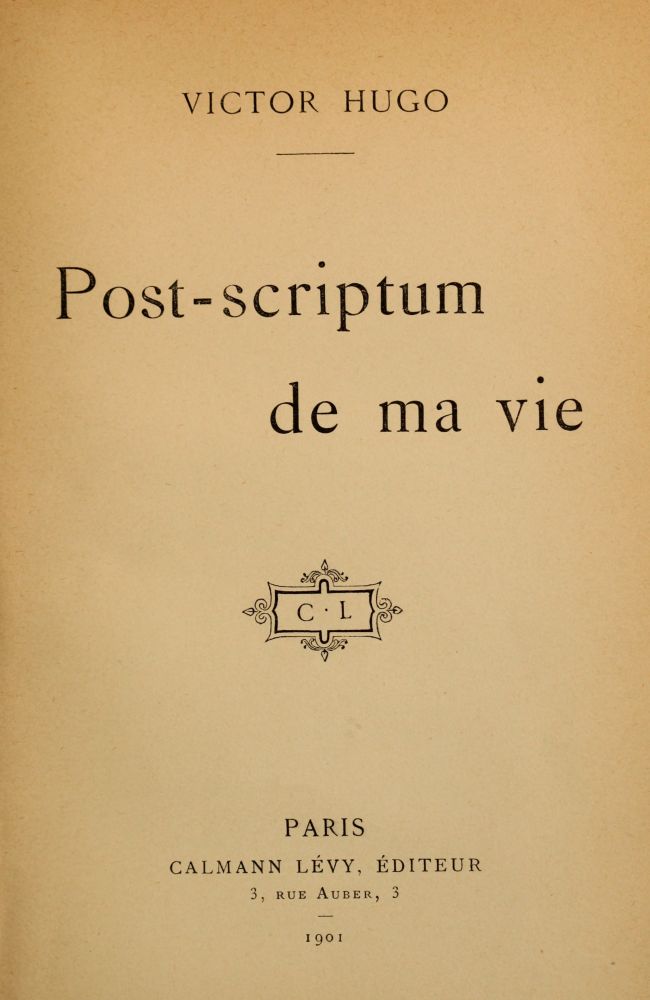 VICTOR HUGO
Post-scriptum
de ma vie
C · L
PARIS
CALMANN LÉVY, ÉDITEUR
3, RUE AUBER, 3
1901